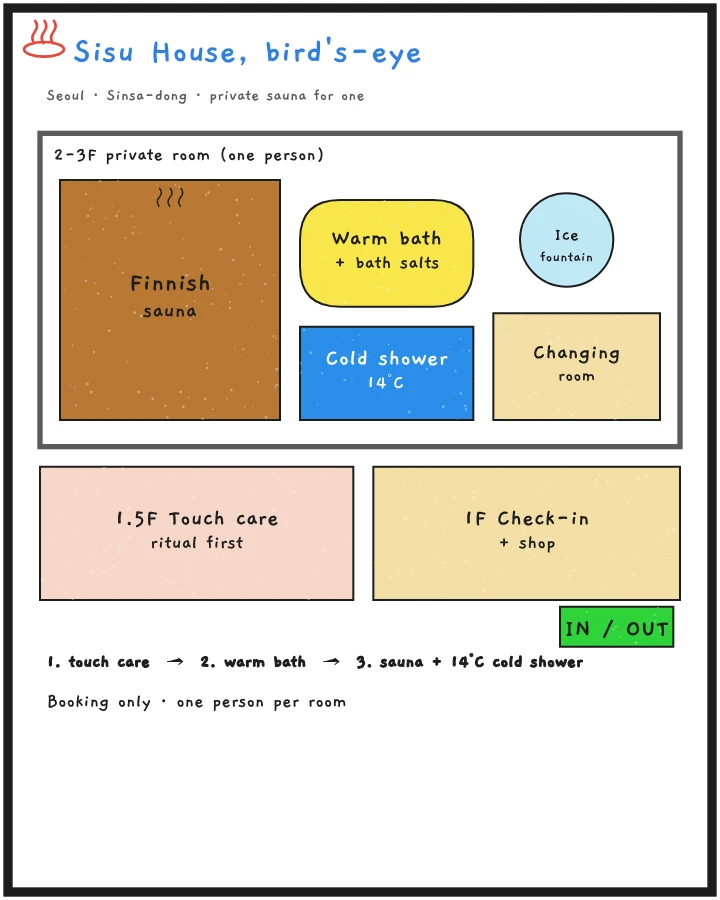 Sisu House, bird's-eye
Seoul · Sinsa-dong · private sauna for one
2-3F private room (one person)
Finnish
sauna
Warm bath
+ bath salts
Ice
fountain
Cold shower
14°C
Changing
room
1.5F Touch care
ritual first
1F Check-in
+ shop
IN / OUT
1. touch care → 2. warm bath → 3. sauna + 14°C cold shower
Booking only · one person per room